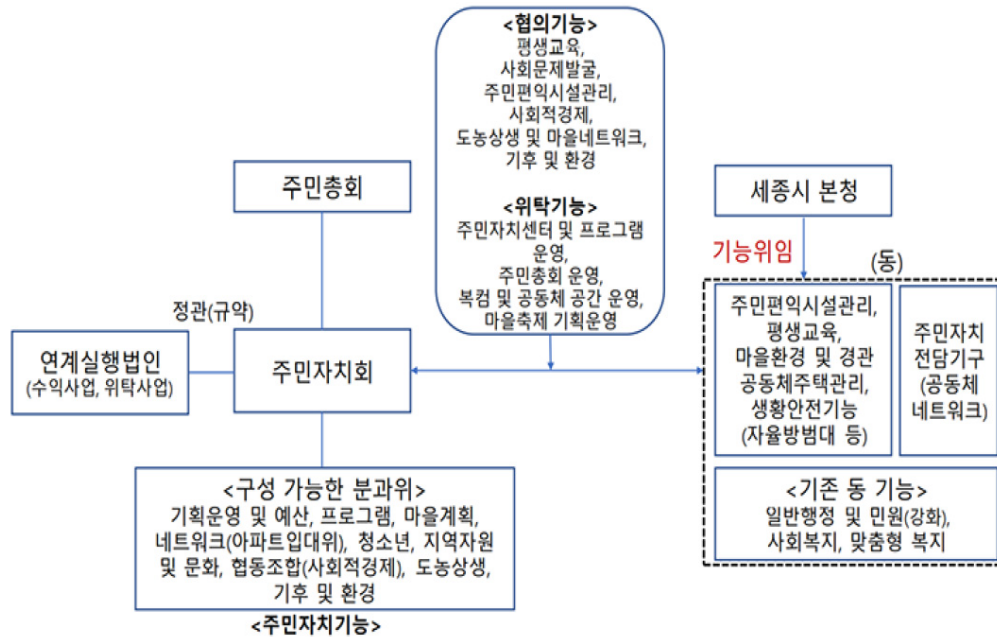 <협의기능>
평생교육,
사회문제발굴,
주민편익시설관리,
사회적경제,
도농상생 및 마을네트워크,
기후 및 환경
<위탁기능>
주민자치센터 및 프로그램
운영,
주민총회 운영,
복컴 및 공동체 공간 운영,
마을축제 기획운영
주민총회
정관(규약)
연계실행법인
(수익사업, 위탁사업)
주민자치회
<구성 가능한 분과위>
기획운영 및 예산, 프로그램, 마을계획,
네트워크(아파트입대위), 청소년, 지역자원
및 문화, 협동조합(사회적경제), 도농상생,
기후 및 환경
<주민자치기능>
세종시 본청
기능위임
(동)
주민편익시설관리,
평생교육,
마을환경 및 경관
공동체주택관리,
생홨안전기능
(자율방범대 등)
주민자치
전담기구
(공동체
네트워크)
<기존 동 기능>
일반행정 및 민원(강화),
사회복지, 맞춤형 복지